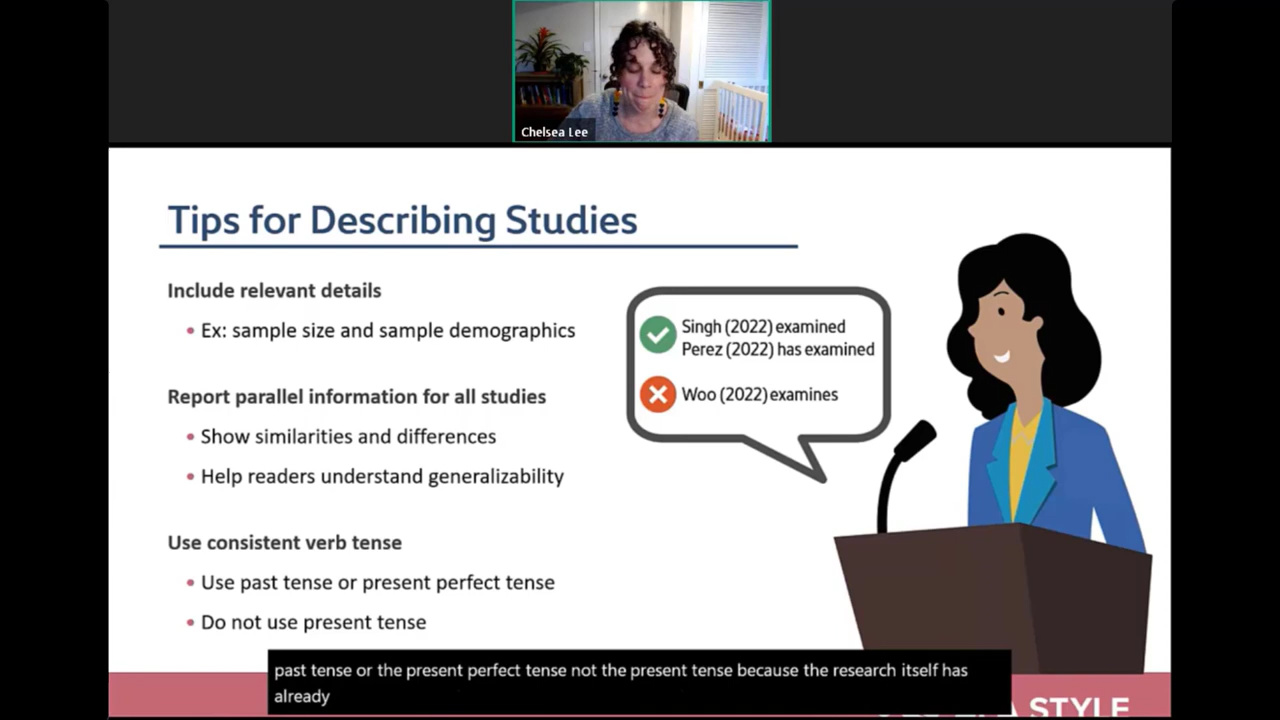 Chelsea Lee
Tips for Describing Studies
Include relevant details
• Ex: sample size and sample demographics
Report parallel information for all studies
• Show similarities and differences
• Help readers understand generalizability
Use consistent verb tense
• Use past tense or present perfect tense
• Do not use present tense
Singh (2022) examined
Perez (2022) has examined
Woo (2022) examines
past tense or the present perfect tense not the present tense because the research itself has
already
STYLE